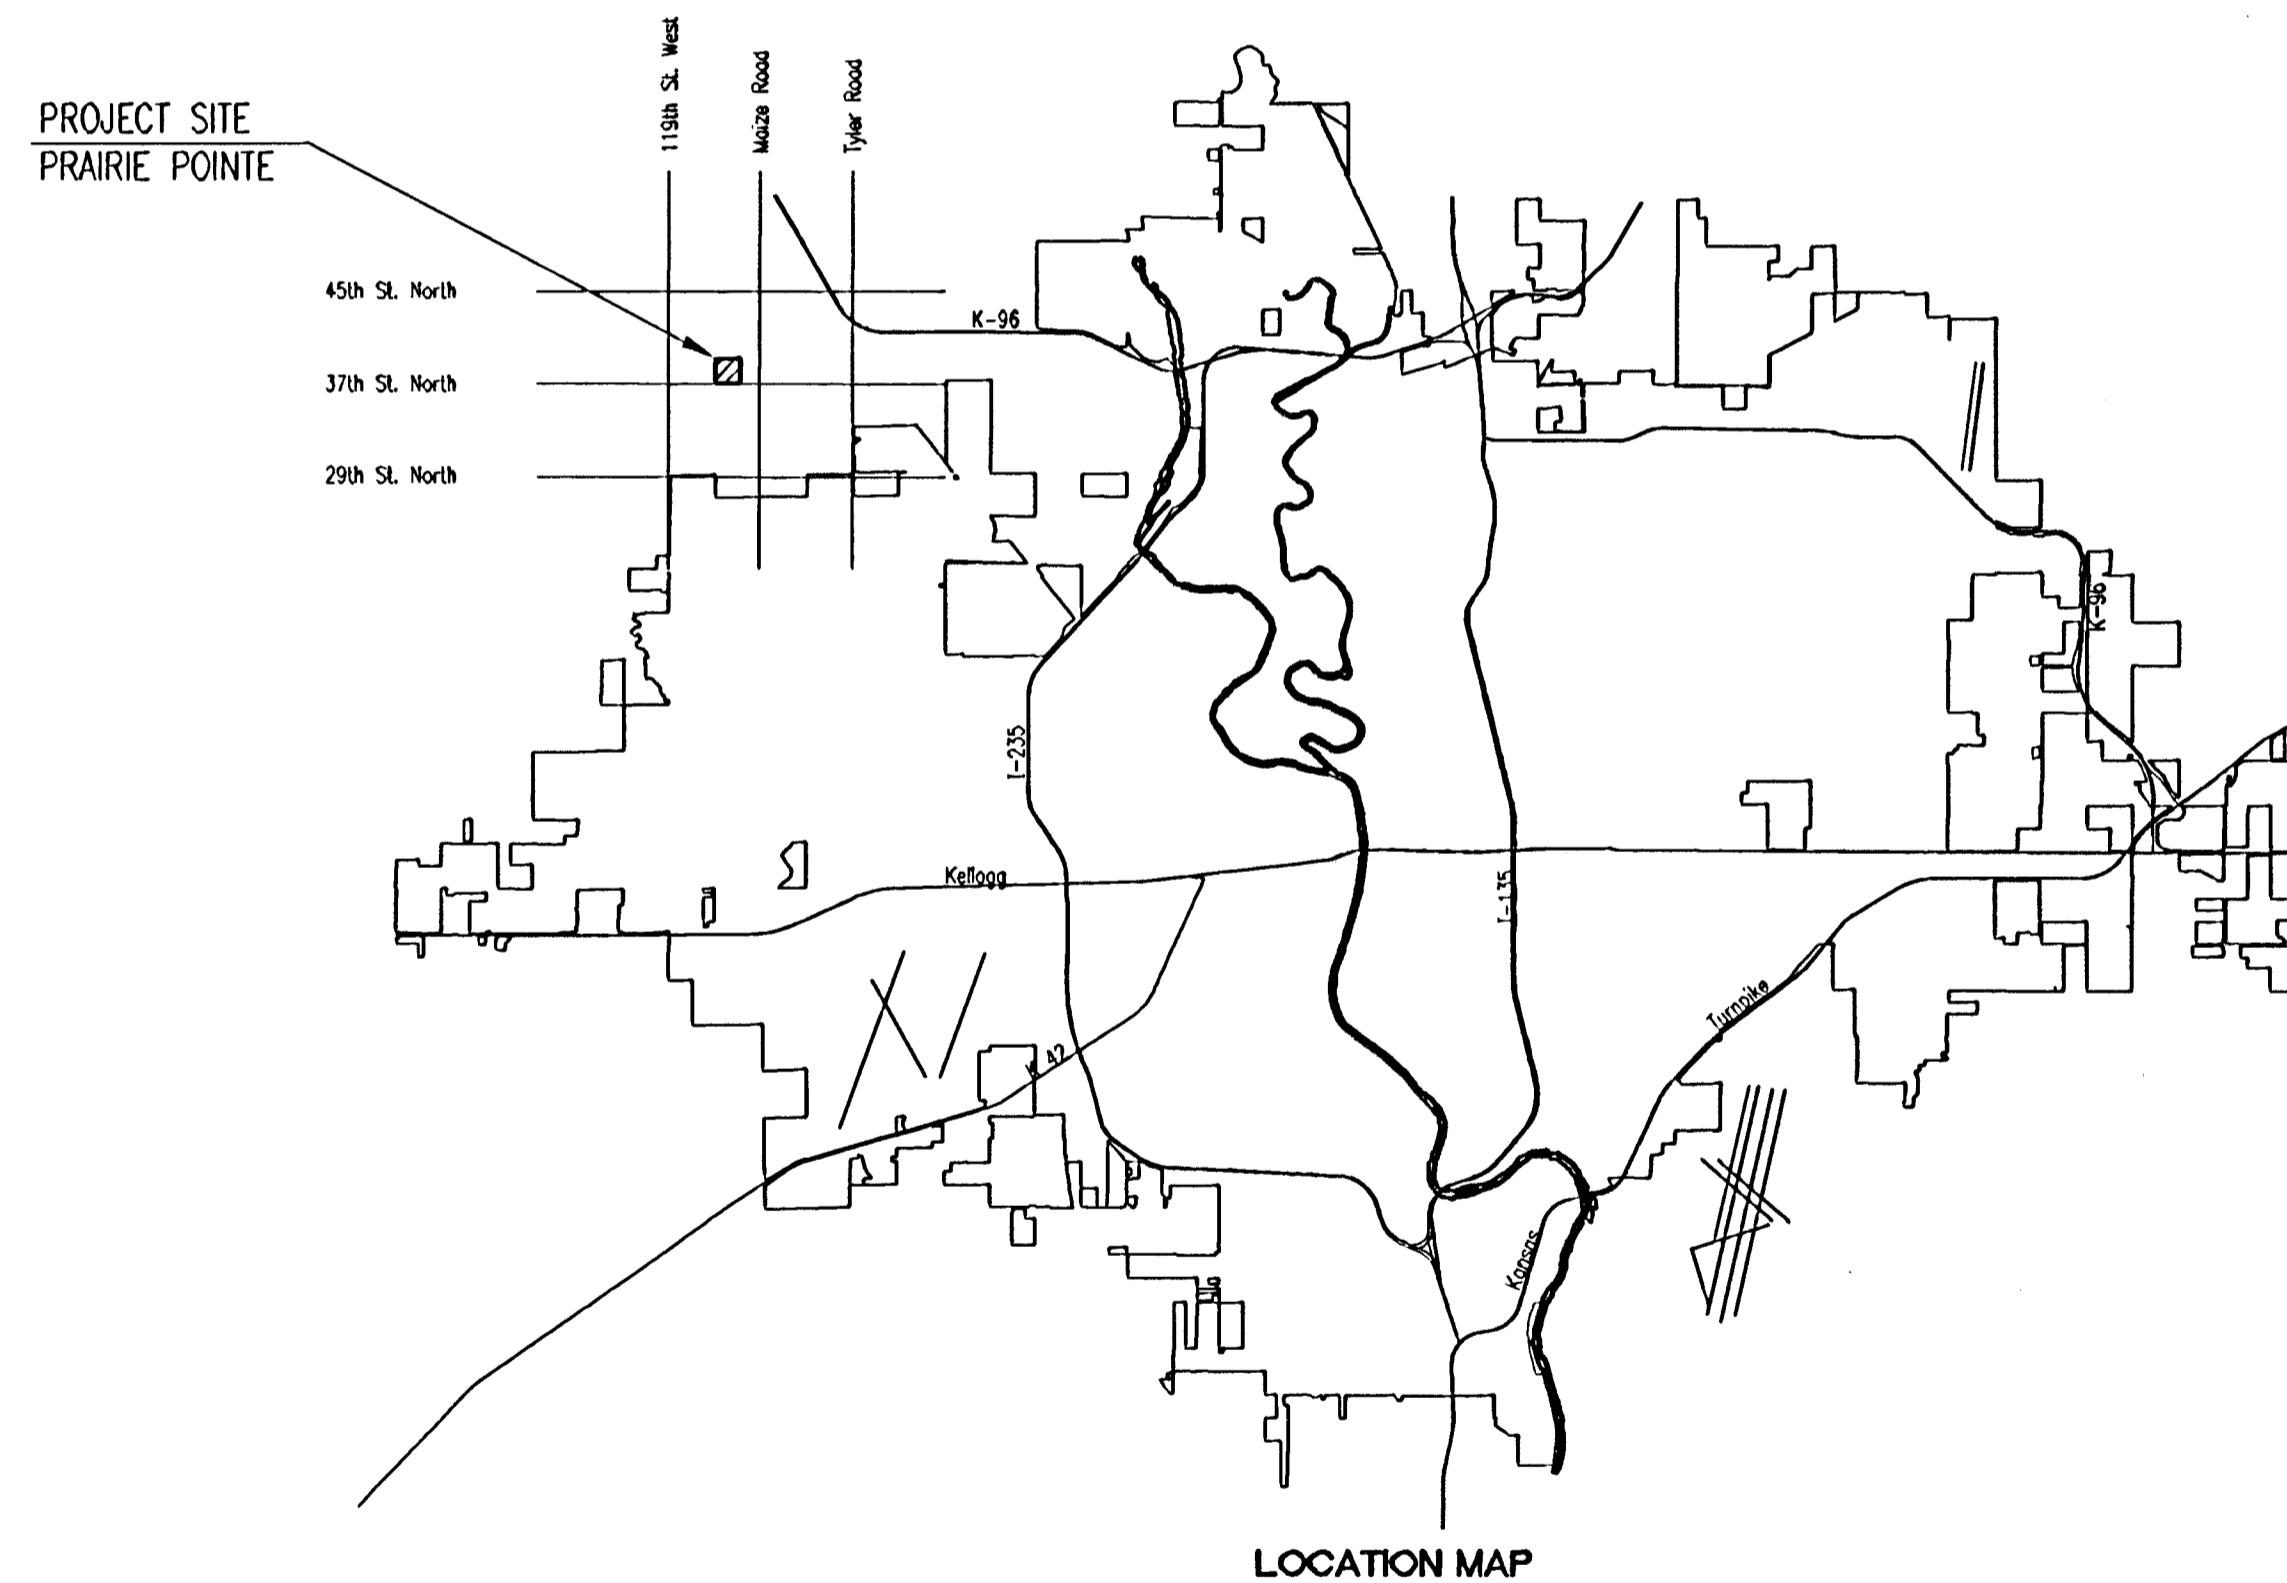 PROJECT SITE
PRAIRIE POINTE
119th St. West
Maize Road
Tyler Road
45th St. North
K-96
37th St. North
29th St. North
K-96
I-235
Kellogg
I-135
Turnpike
K 42
Kansas
LOCATION MAP